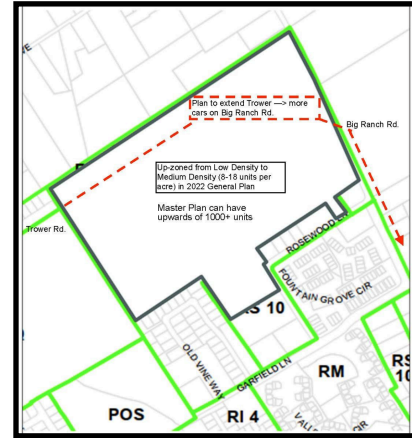 Plan to extend Trower —> more
cars on Big Ranch Rd.
Big Ranch Rd.
Up-zoned from Low Density to
Medium Density (8-18 units per
acre) in 2022 General Plan
Master Plan can have
upwards of 1000+ units
Trower Rd.
ROSEWOOD LN
FOUNTAIN GROVE CIR
10
OLD VINE WAY
GARFIELD LN
RM
RS
10
POS
RI 4
CIR